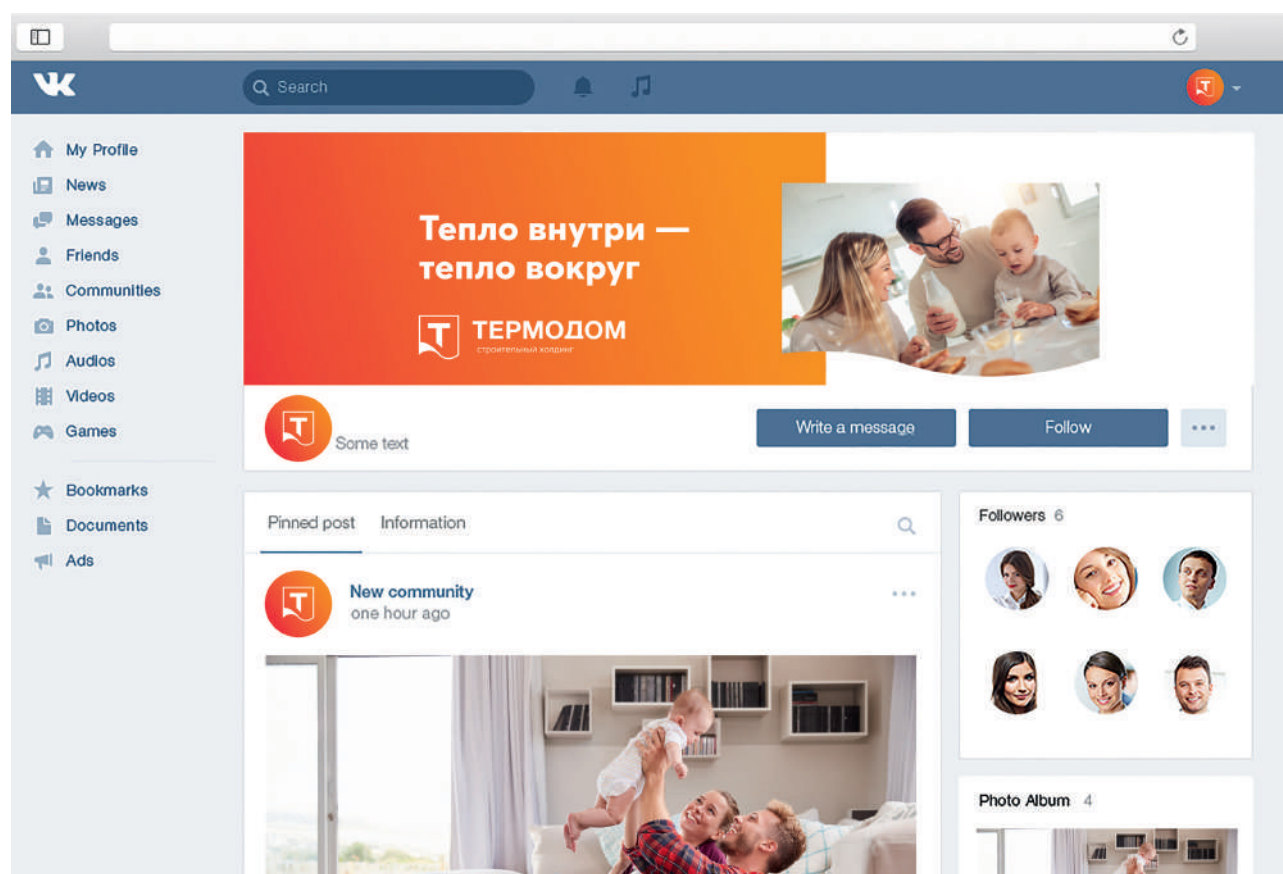 Search
My Profile
News
Messages
Friends
Communities
Photos
Audios
Videos
Games
Bookmarks
Documents
Ads
Тепло внутри —
тепло вокруг
Т ТЕРМОДОМ
строительный холдинг
Some text
Write a message
Follow
Pinned post Information
New community
one hour ago
Followers 6
Photo Album 4